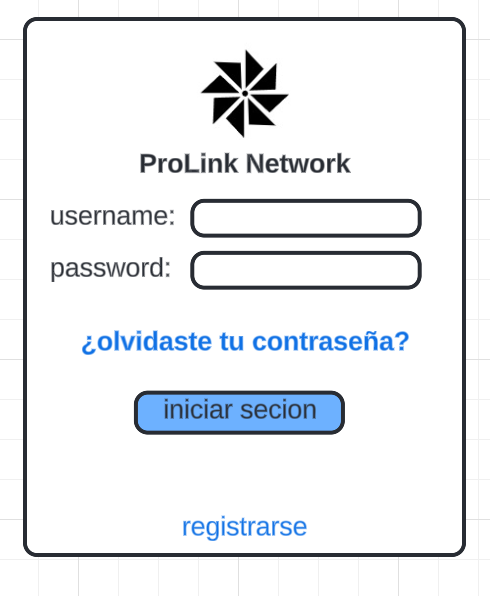 ProLink Network
username:
password:
¿olvidaste tu contraseña?
iniciar secion
registrarse